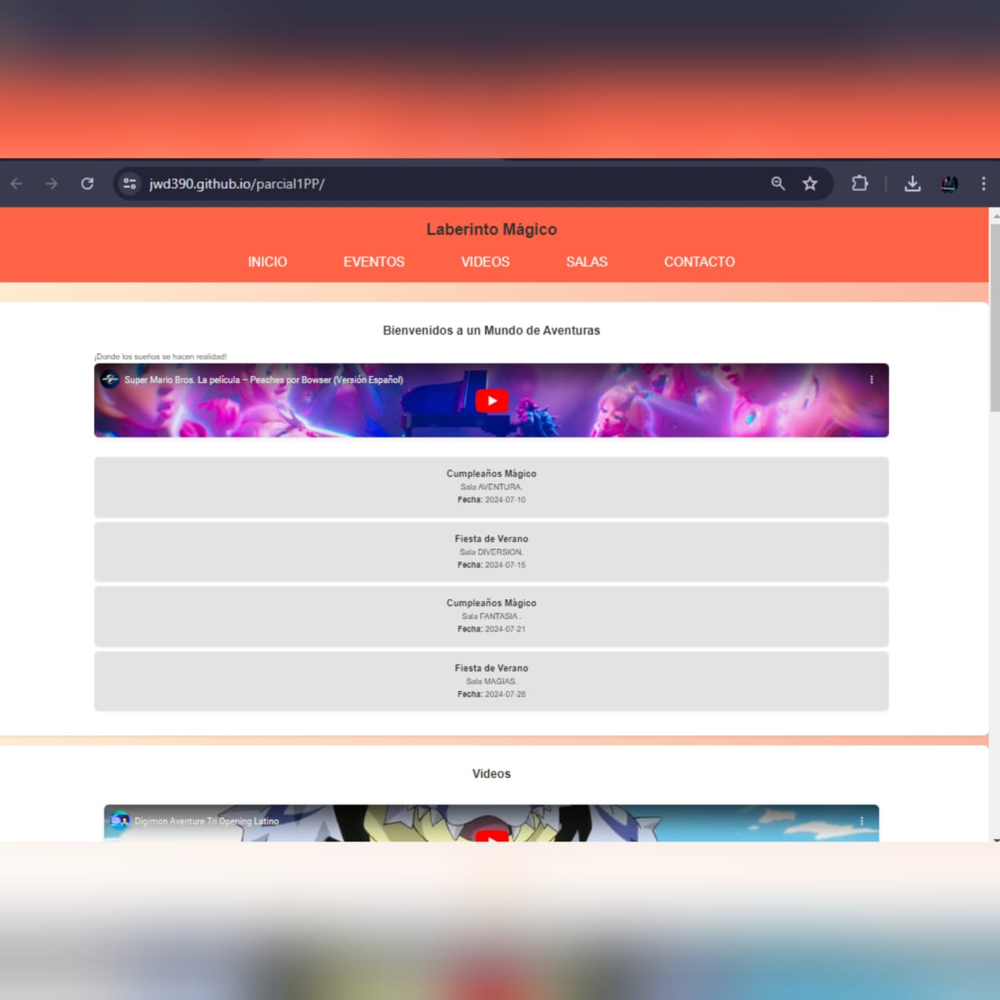 jwd390.github.io/parcial1PP/
Laberinto Mágico
INICIO EVENTOS VIDEOS SALAS CONTACTO
Bienvenidos a un Mundo de Aventuras
¡Donde los sueños se hacen realidad!
Super Mario Bros. La película – Peaches por Bowser (Versión Español)
Cumpleaños Mágico
Sala AVENTURA.
Fecha: 2024-07-10
Fiesta de Verano
Sala DIVERSION.
Fecha: 2024-07-15
Cumpleaños Mágico
Sala FANTASIA .
Fecha: 2024-07-21
Fiesta de Verano
Sala MAGIAS.
Fecha: 2024-07-28
Videos
Digimon Aventure Tri Opening Latino